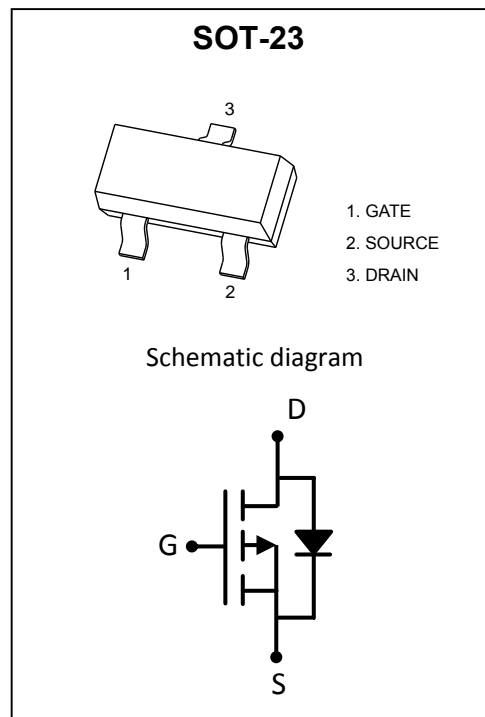 SOT-23
3
1. GATE
2. SOURCE
3. DRAIN
1
2
Schematic diagram
D
G
S